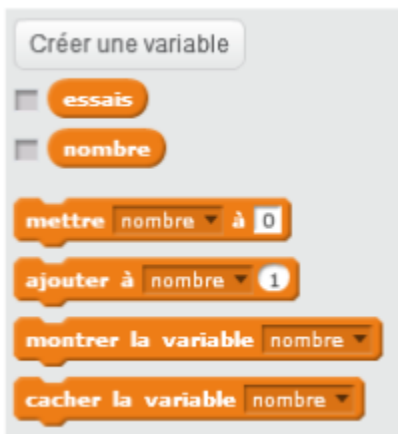 Créer une variable
essais
nombre
mettre nombre à 0
ajouter à nombre 1
montrer la variable nombre
cacher la variable nombre